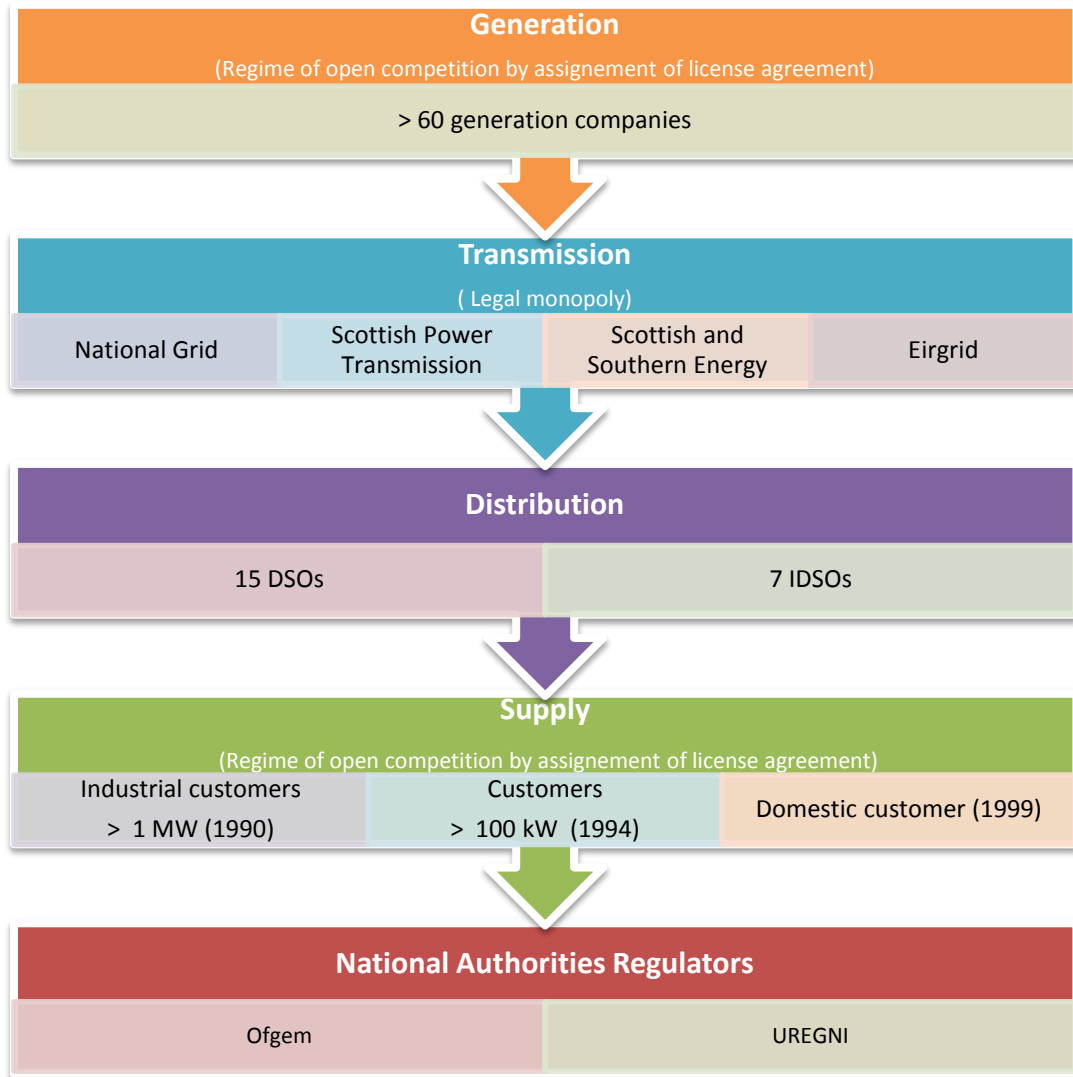 Generation
(Regime of open competition by assignement of license agreement)
> 60 generation companies
Transmission
( Legal monopoly)
National Grid
Scottish Power
Transmission
Scottish and
Southern Energy
Eirgrid
Distribution
15 DSOs
7 IDSOs
Supply
(Regime of open competition by assignement of license agreement)
Industrial customers
> 1 MW (1990)
Customers
> 100 kW (1994)
Domestic customer (1999)
National Authorities Regulators
Ofgem
UREGNI